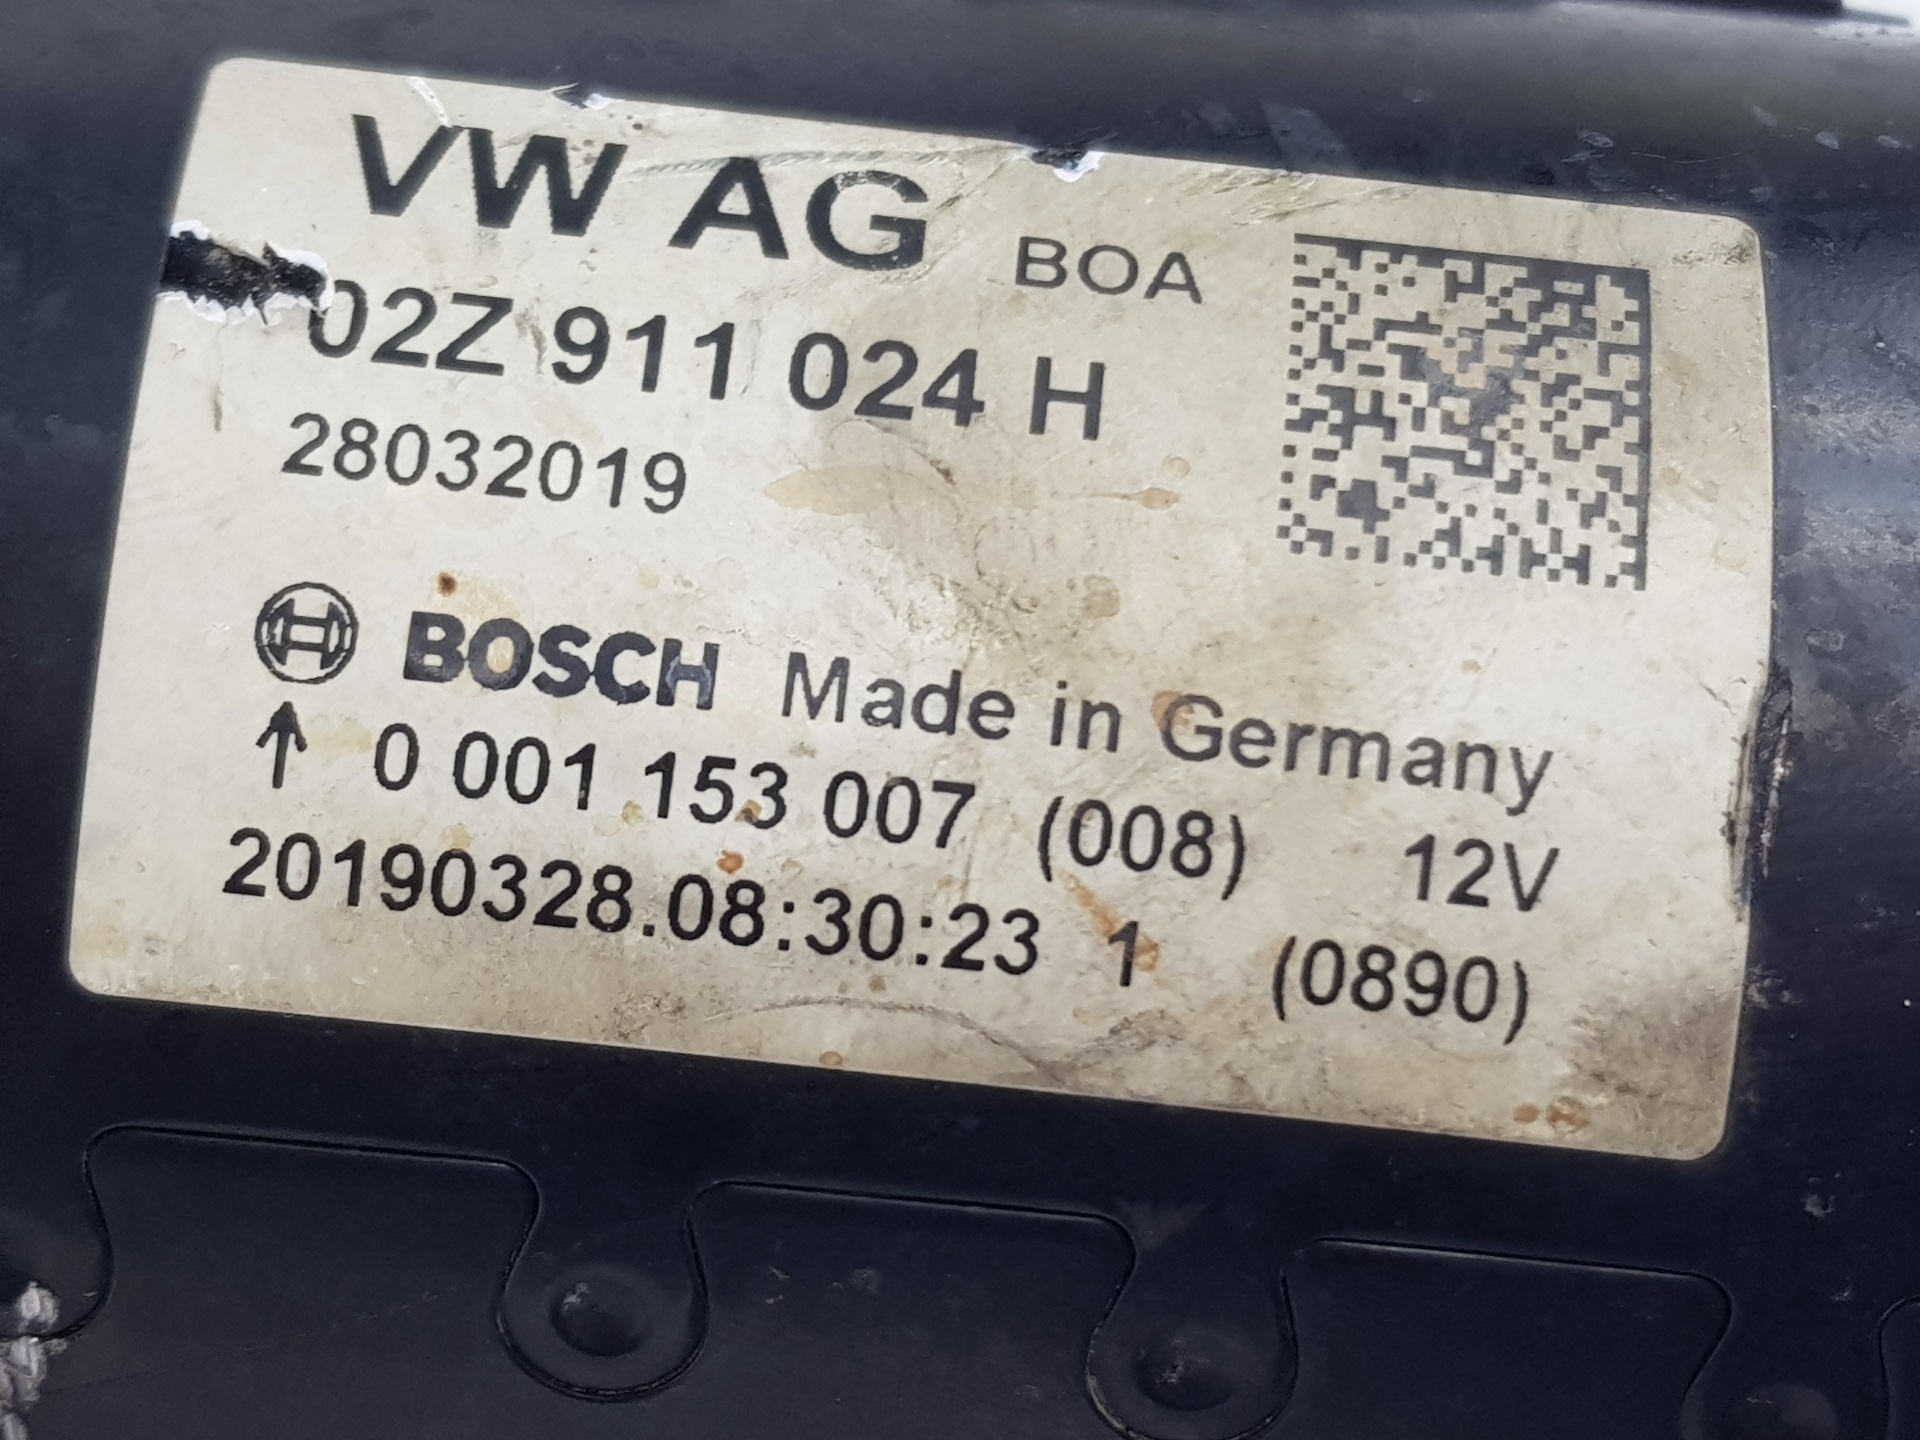 VW AG BOA
02Z 911 024 H
28032019
BOSCH Made in Germany
↑ 0 001 153 007 (008) 12V
20190328.08:30:23 1 (0890)